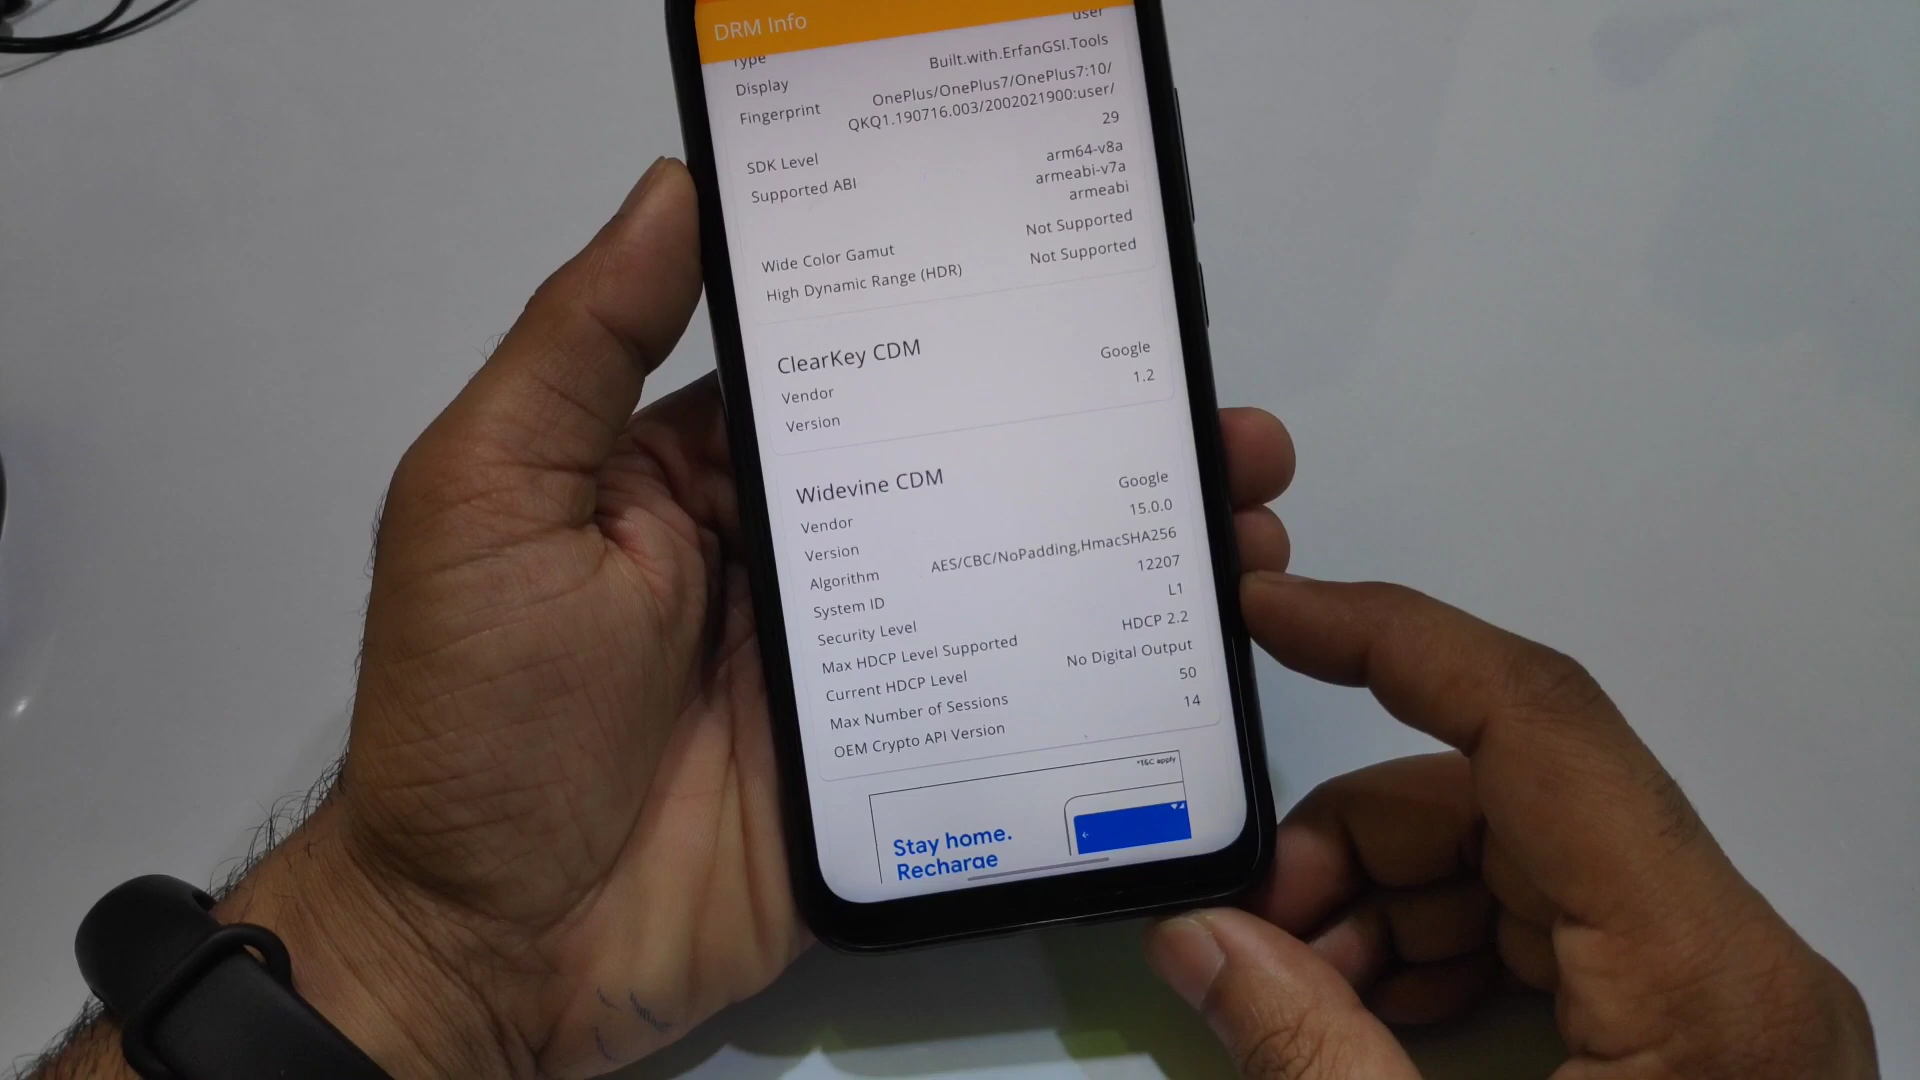 DRM Info
user
Type
Built.with.ErfanGSI.Tools
Display
OnePlus/OnePlus7/OnePlus7:10/
Fingerprint
QKQ1.190716.003/2002021900:user/
29
SDK Level
arm64-v8a
Supported ABI
armeabi-v7a
armeabi
Wide Color Gamut Not Supported
High Dynamic Range (HDR) Not Supported
ClearKey CDM
Vendor Google
Version 1.2
Widevine CDM
Vendor Google
Version 15.0.0
Algorithm AES/CBC/NoPadding,HmacSHA256
System ID 12207
Security Level L1
Max HDCP Level Supported HDCP 2.2
Current HDCP Level No Digital Output
Max Number of Sessions 50
OEM Crypto API Version 14
*T&C apply
Stay home.
Recharge